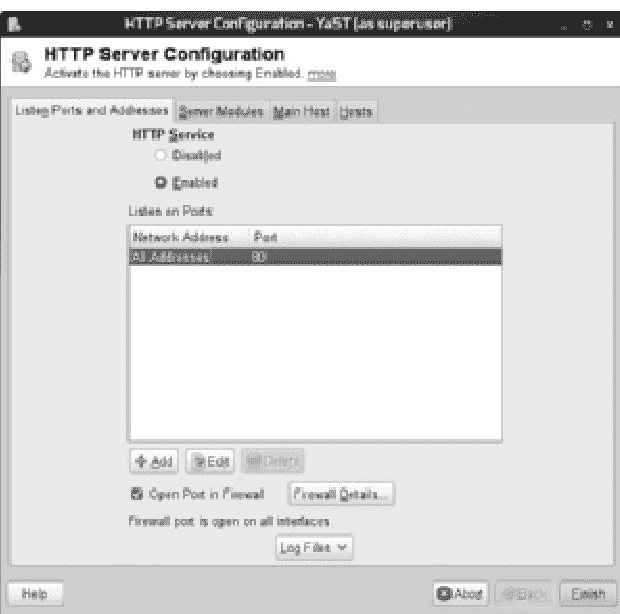 HTTP Server Configuration - YaST [as superuser]
HTTP Server Configuration
Activate the HTTP server by choosing Enabled. more
Listen Ports and Addresses Server Modules Main Host Hosts
HTTP Service
Disabled
Enabled
Listen on Ports:
Network Address Port
All Addresses 80
Add Edit Delete
Open Port in Firewall Firewall Details...
Firewall port is open on all interfaces
Log Files
Help Abort Back Finish